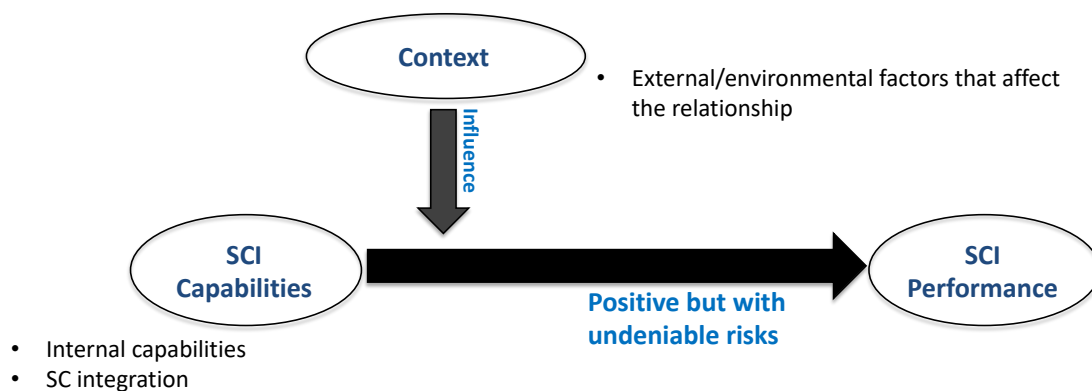 Context
• External/environmental factors that affect
the relationship
Influence
SCI
Capabilities
SCI
Performance
Positive but with
undeniable risks
• Internal capabilities
• SC integration